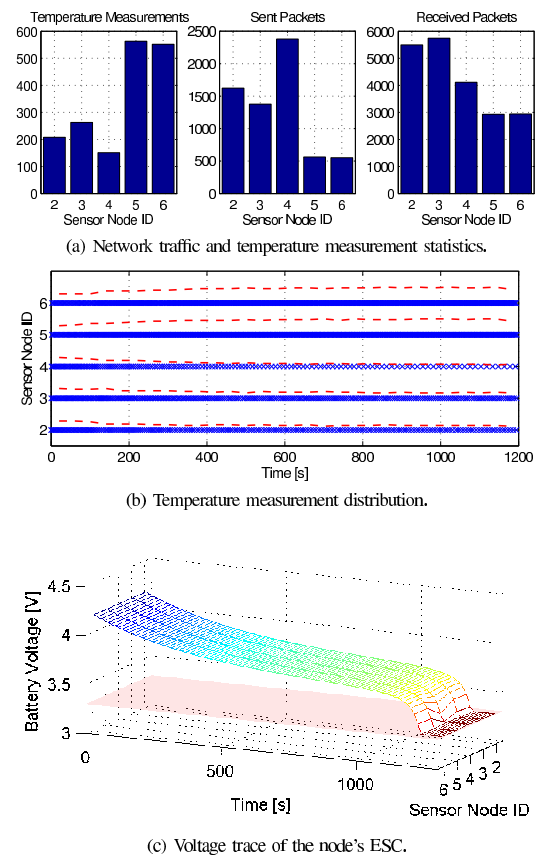 Temperature Measurements
Sent Packets
Received Packets
600
500
400
300
200
100
0
2 3 4 5 6
Sensor Node ID
2500
2000
1500
1000
500
0
2 3 4 5 6
Sensor Node ID
6000
5000
4000
3000
2000
1000
0
2 3 4 5 6
Sensor Node ID
(a) Network traffic and temperature measurement statistics.
Sensor Node ID
6
5
4
3
2
0 200 400 600 800 1000 1200
Time [s]
(b) Temperature measurement distribution.
Battery Voltage [V]
4.5
4
3.5
3
0 500 1000
Time [s]
6 5 4 3 2
Sensor Node ID
(c) Voltage trace of the node's ESC.